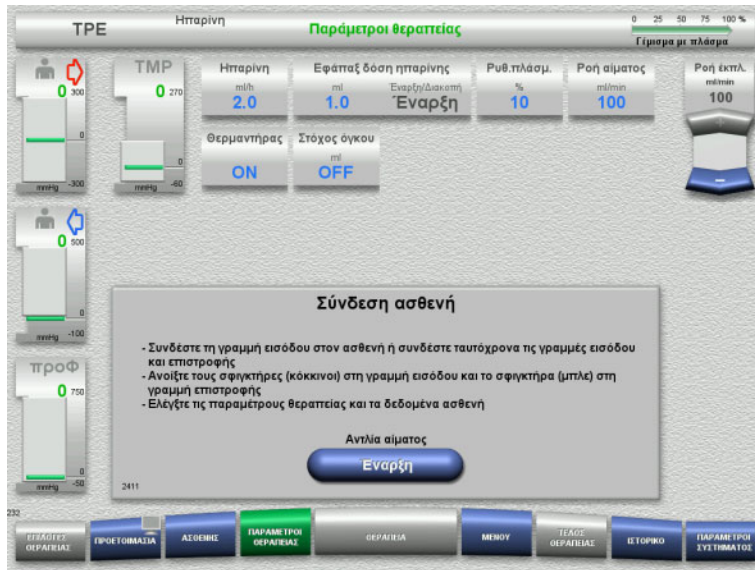 TPE
Ηπαρίνη
Παράμετροι θεραπείας
0 25 50 75 100 %
Γέμισμα με πλάσμα
0 300
0
-300
mmHg
TMP
0 270
0
-60
mmHg
Ηπαρίνη
ml/h
2.0
Εφάπαξ δόση ηπαρίνης
ml Έναρξη/Διακοπή
1.0 Έναρξη
Ρυθ.πλάσμ.
%
10
Ροή αίματος
ml/min
100
Ροή έκπλ.
ml/min
100
+
−
Θερμαντήρας
ON
Στόχος όγκου
ml
OFF
0 500
0
-100
mmHg
προΦ
0 750
0
-50
mmHg
Σύνδεση ασθενή
- Συνδέστε τη γραμμή εισόδου στον ασθενή ή συνδέστε ταυτόχρονα τις γραμμές εισόδου
και επιστροφής
- Ανοίξτε τους σφιγκτήρες (κόκκινοι) στη γραμμή εισόδου και το σφιγκτήρα (μπλε) στη
γραμμή επιστροφής
- Ελέγξτε τις παραμέτρους θεραπείας και τα δεδομένα ασθενή
Αντλία αίματος
Έναρξη
2411
232
ΕΠΙΛΟΓΕΣ
ΘΕΡΑΠΕΙΑΣ
ΠΡΟΕΤΟΙΜΑΣΙΑ
ΑΣΘΕΝΗΣ
ΠΑΡΑΜΕΤΡΟΙ
ΘΕΡΑΠΕΙΑΣ
ΘΕΡΑΠΕΙΑ
ΜΕΝΟΥ
ΤΕΛΟΣ
ΘΕΡΑΠΕΙΑΣ
ΙΣΤΟΡΙΚΟ
ΠΑΡΑΜΕΤΡΟΙ
ΣΥΣΤΗΜΑΤΟΣ